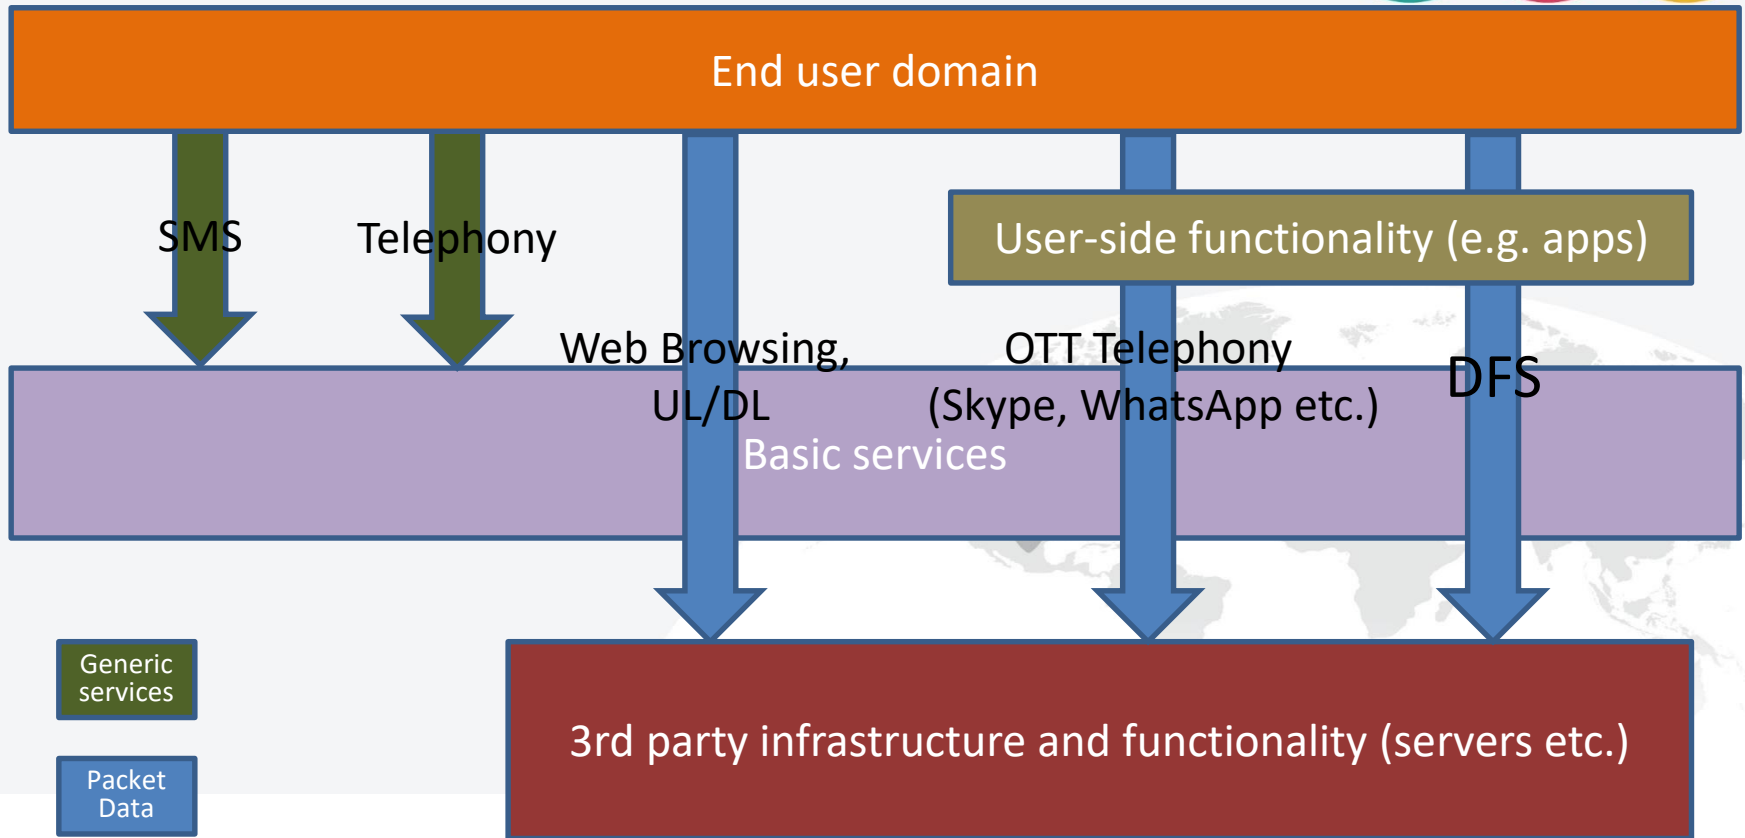 End user domain
SMS
Telephony
User-side functionality (e.g. apps)
Web Browsing,
UL/DL
OTT Telephony
(Skype, WhatsApp etc.)
DFS
Basic services
Generic
services
3rd party infrastructure and functionality (servers etc.)
Packet
Data